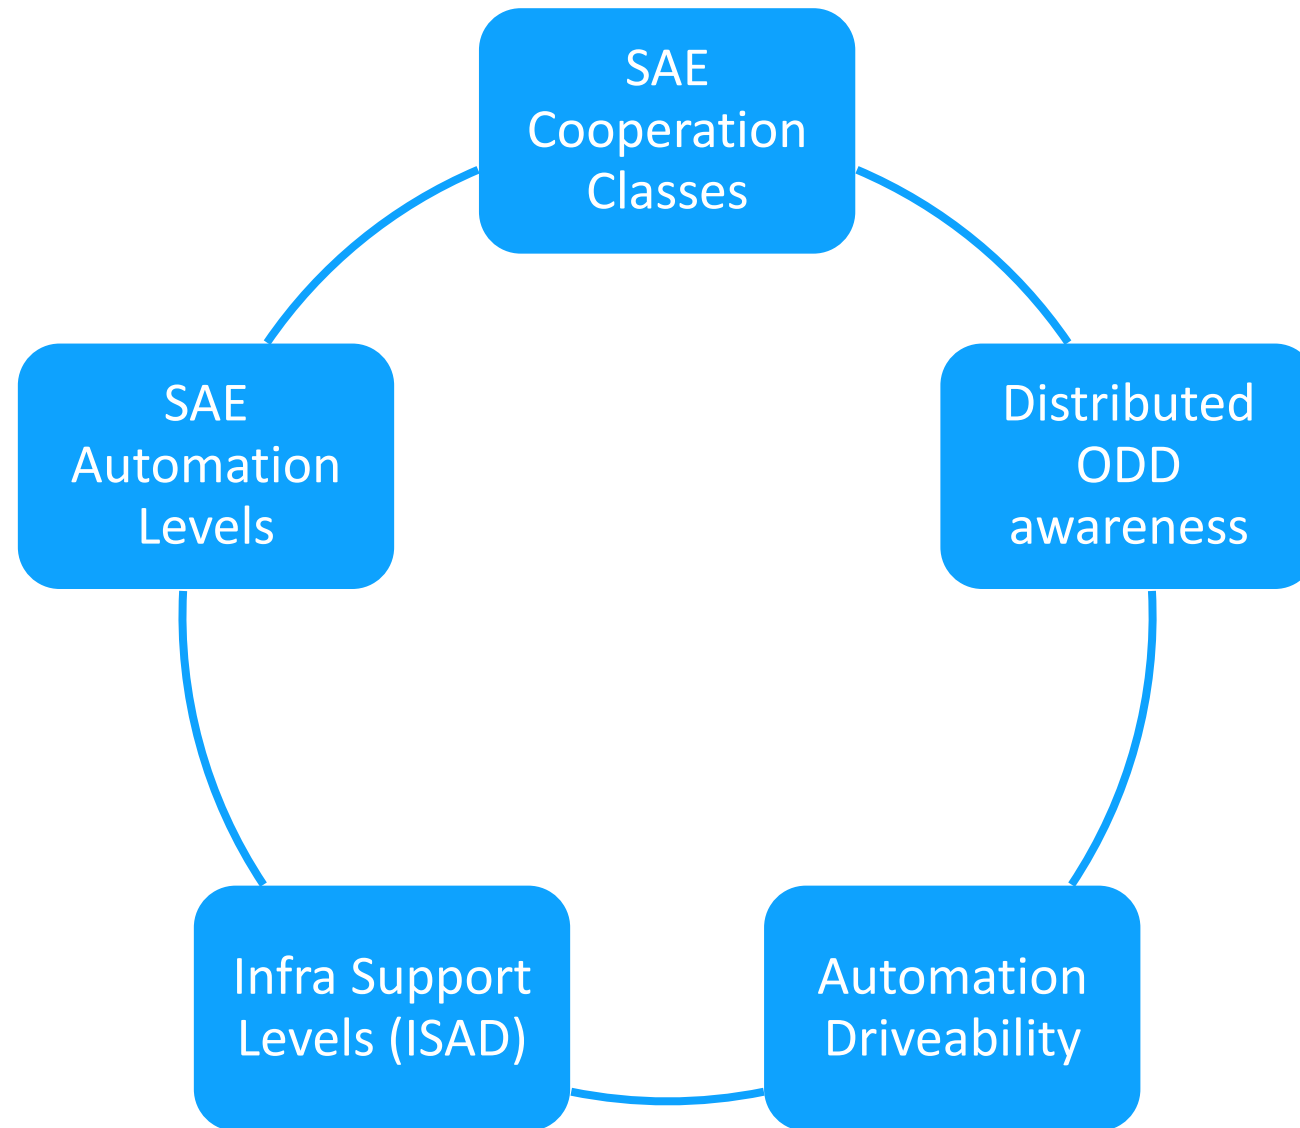 SAE
Cooperation
Classes
SAE
Automation
Levels
Distributed
ODD
awareness
Infra Support
Levels (ISAD)
Automation
Driveability